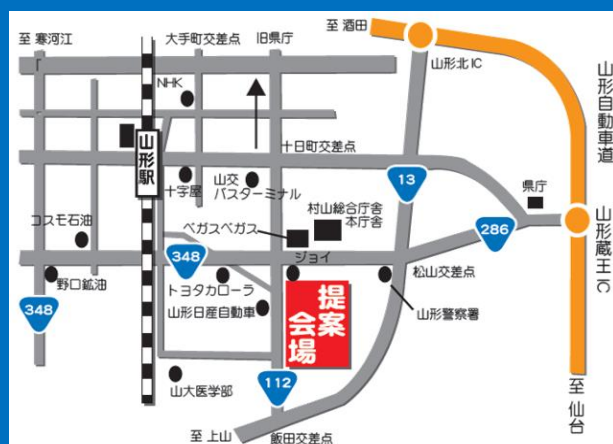 至 寒河江
大手町交差点
旧県庁
至 酒田
山形北IC
山形自動車道
NHK
山形駅
十日町交差点
十字屋
山交
バスターミナル
13
県庁
コスモ石油
ベガスベガス
村山総合庁舎
本庁舎
286
山形蔵王IC
348
ジョイ
松山交差点
野口鉱油
トヨタカローラ
348
山形日産自動車
提案
会場
山形警察署
山大医学部
112
至 仙台
至 上山
飯田交差点